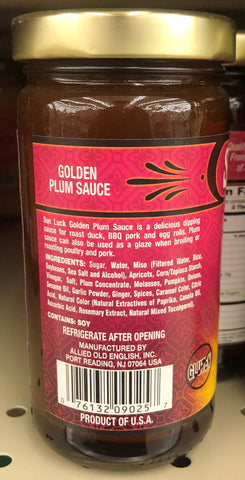 GOLDEN
PLUM SAUCE
Sun Luck Golden Plum Sauce is a delicious dipping
sauce for roast duck, BBQ pork and egg rolls. Plum
sauce can also be used as a glaze when broiling or
roasting poultry and pork.
INGREDIENTS: Sugar, Water, Miso (Filtered Water, Rice,
Soybeans, Sea Salt and Alcohol), Apricots, Corn/Tapioca Starch,
Vinegar, Salt, Plum Concentrate, Molasses, Pumpkin, Onion,
Sesame Oil, Garlic Powder, Ginger, Spices, Caramel Color, Citric
Acid, Natural Color (Natural Extractives of Paprika, Canola Oil,
Ascorbic Acid, Rosemary Extract, Natural Mixed Tocopherol).
CONTAINS: SOY
REFRIGERATE AFTER OPENING
MANUFACTURED BY
ALLIED OLD ENGLISH, INC.
PORT READING, NJ 07064 USA
0 76132 09025 7
PRODUCT OF U.S.A.